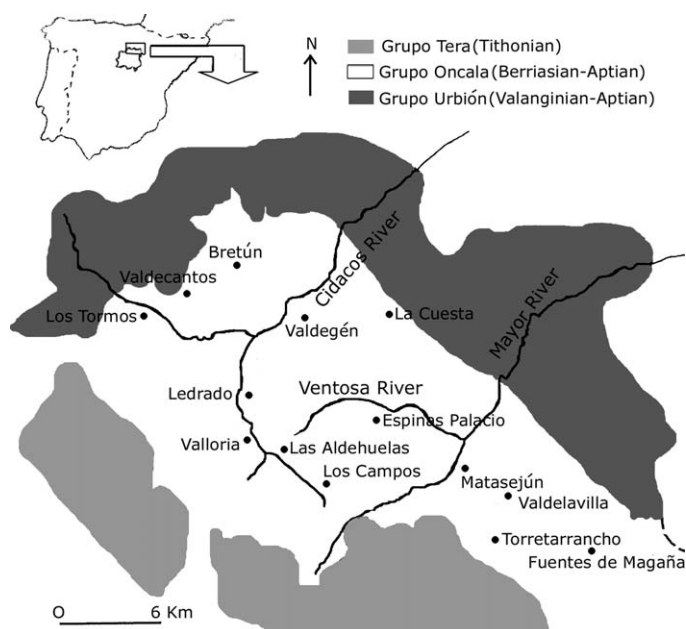 N
Grupo Tera(Tithonian)
Grupo Oncala(Berriasian-Aptian)
Grupo Urbión(Valanginian-Aptian)
Bretún
Cidacos River
Valdecantos
Los Tormos
Valdegén
La Cuesta
Mayor River
Ledrado
Ventosa River
Espinas Palacio
Valloria
Las Aldehuelas
Los Campos
Matasejún
Valdelavilla
Torretarrancho
Fuentes de Magaña
O 6 Km